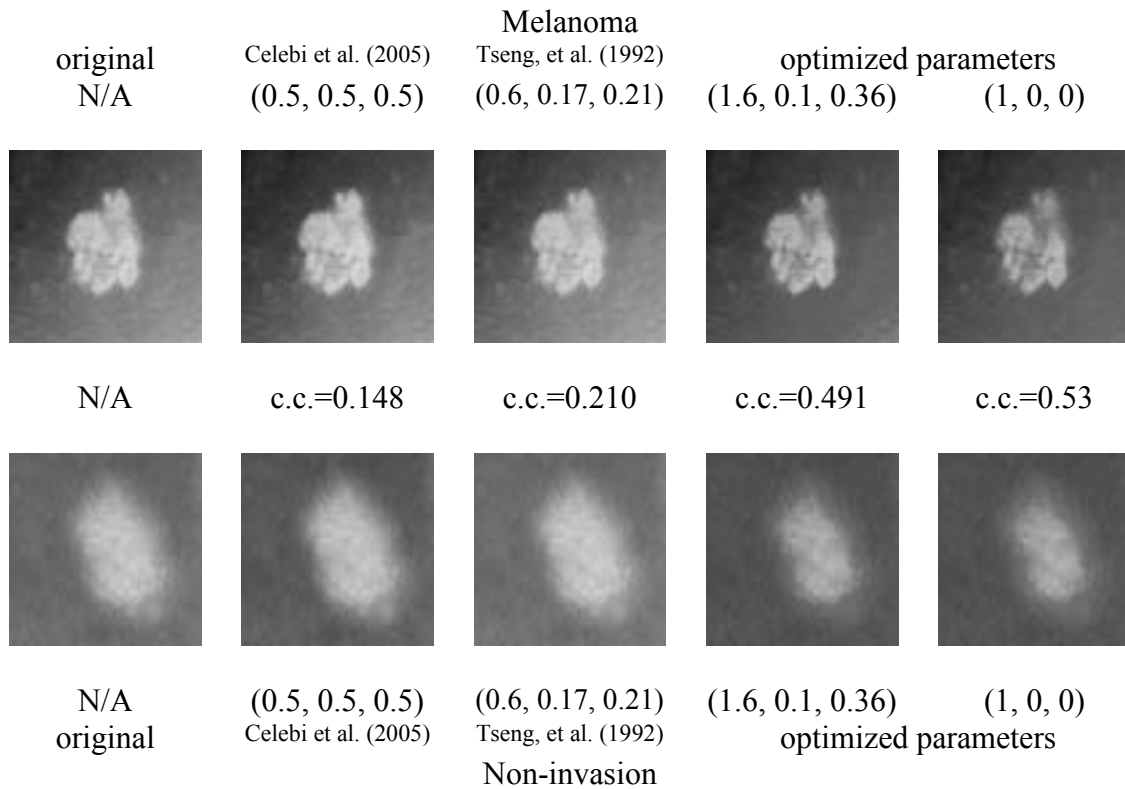 Melanoma
original Celebi et al. (2005) Tseng, et al. (1992) optimized parameters
N/A (0.5, 0.5, 0.5) (0.6, 0.17, 0.21) (1.6, 0.1, 0.36) (1, 0, 0)
N/A c.c.=0.148 c.c.=0.210 c.c.=0.491 c.c.=0.53
N/A (0.5, 0.5, 0.5) (0.6, 0.17, 0.21) (1.6, 0.1, 0.36) (1, 0, 0)
original Celebi et al. (2005) Tseng, et al. (1992) optimized parameters
Non-invasion